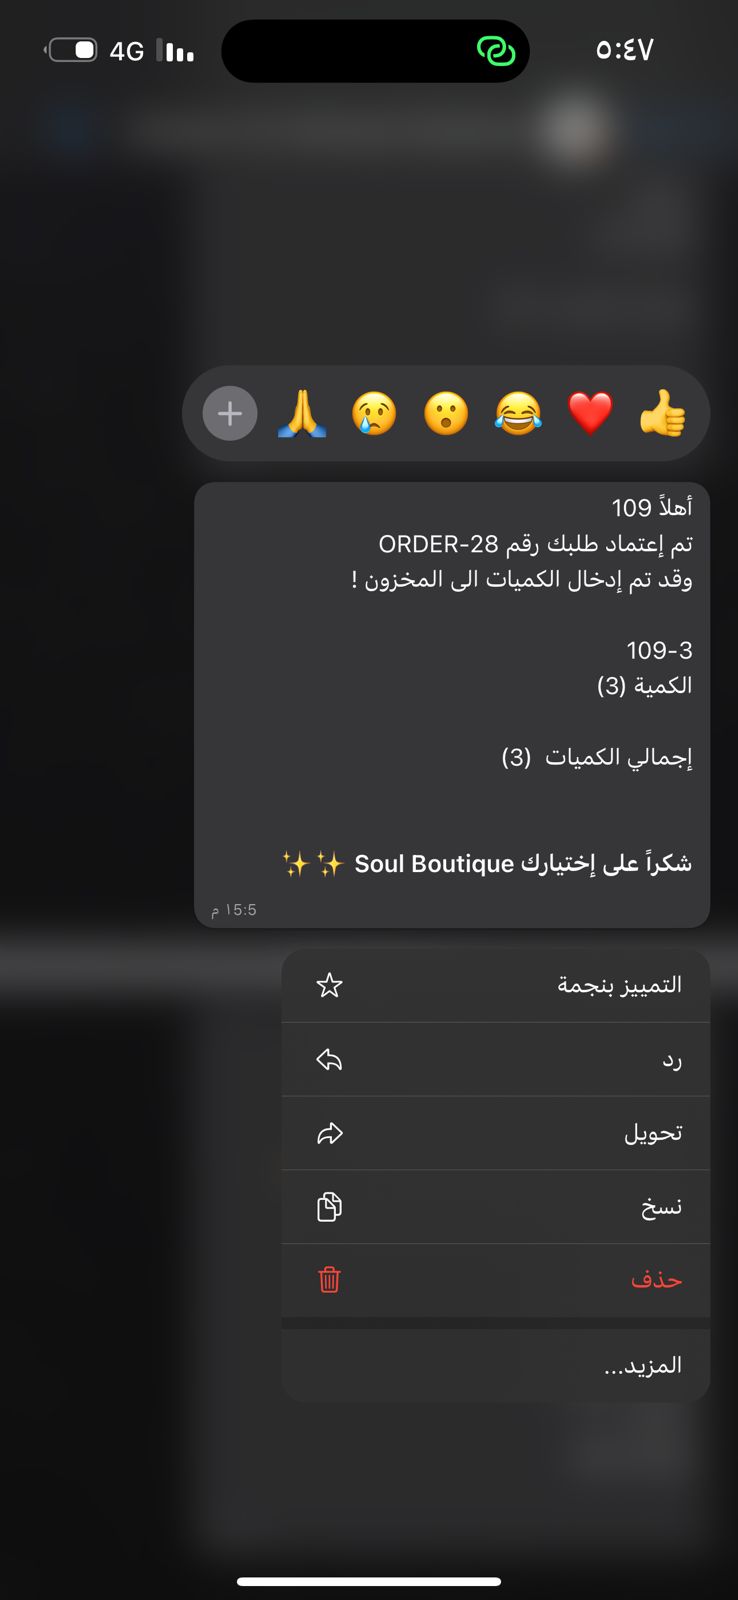 4G
٥:٤٧
أهلاً 109
تم إعتماد طلبك رقم ORDER-28
وقد تم إدخال الكميات الى المخزون !
109-3
الكمية (3)
إجمالي الكميات (3)
شكراً على إختيارك Soul Boutique ✨ ✨
١5:5 م
التمييز بنجمة
رد
تحويل
نسخ
حذف
المزيد...